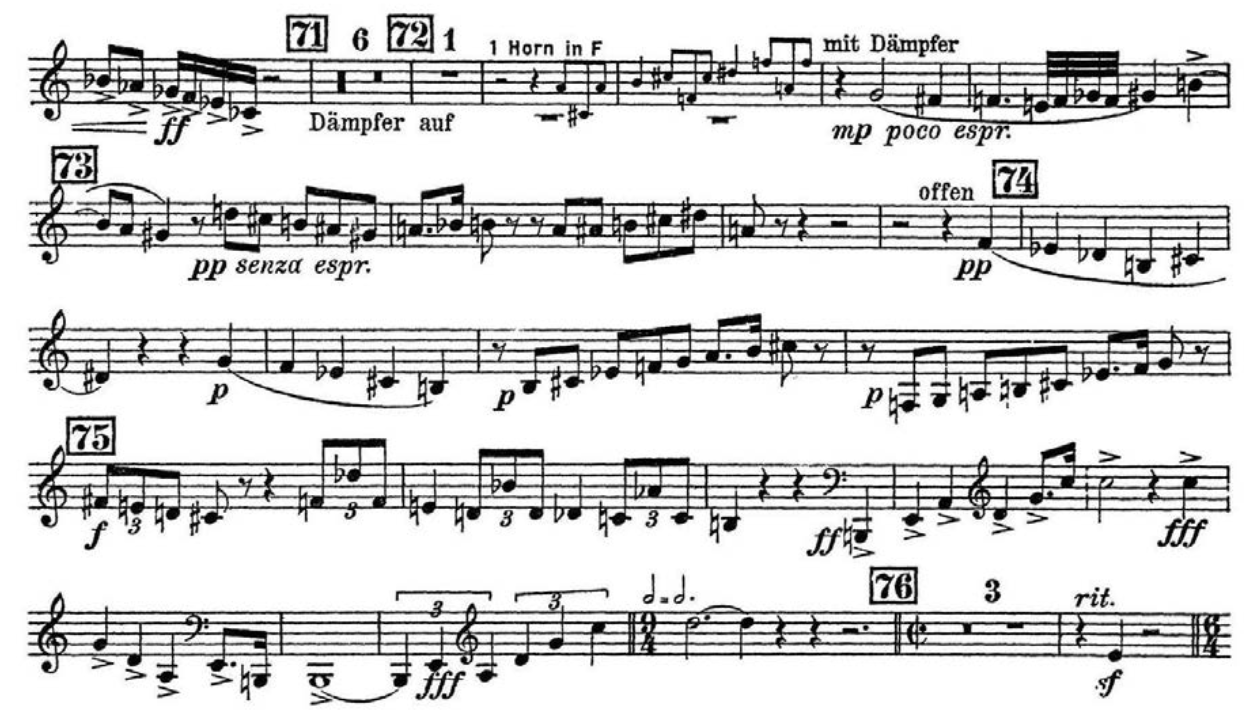 71 6 72 1 1 Horn in F mit Dämpfer
ff Dämpfer auf mp poco espr.
73 offen 74
pp senza espr. pp
p p p
75
3 3 3 3
f ff fff
3 3 76 3 rit.
9 4 6 4
fff sf